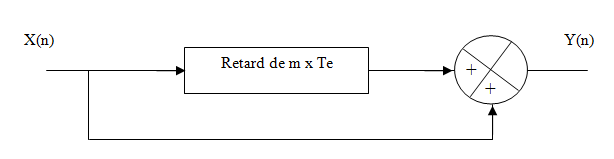 X(n)
Y(n)
Retard de m x Te
+
+